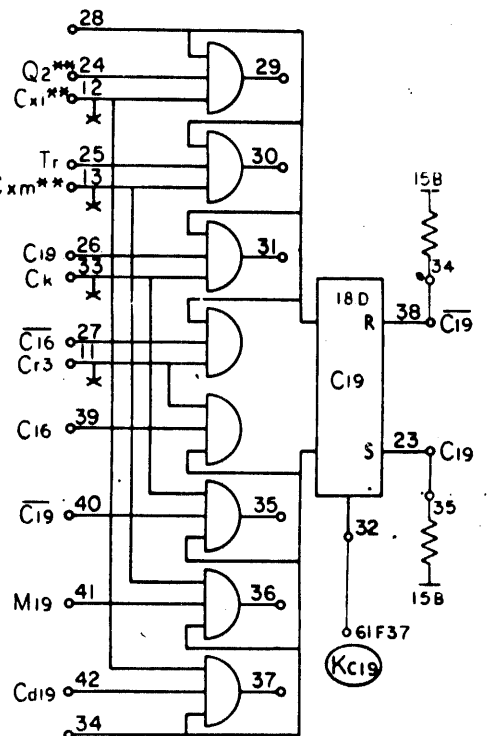 28
Q2** 24
29
Cx1** 12
Tr 25
30
Cxm** 13
15B
C19 26
31
Ck 33
34
18D
C16 27
R
38 C19
Cr3 11
C19
C16 39
S
23 C19
35
C19 40
35
32
M19 41
36
15B
61F37
KC19
Cd19 42
37
34